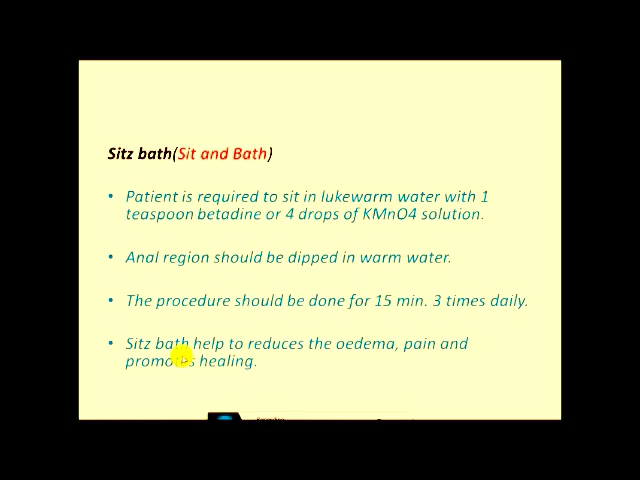 Sitz bath(Sit and Bath)
• Patient is required to sit in lukewarm water with 1
teaspoon betadine or 4 drops of KMnO4 solution.
• Anal region should be dipped in warm water.
• The procedure should be done for 15 min. 3 times daily.
• Sitz bath help to reduces the oedema, pain and
promotes healing.